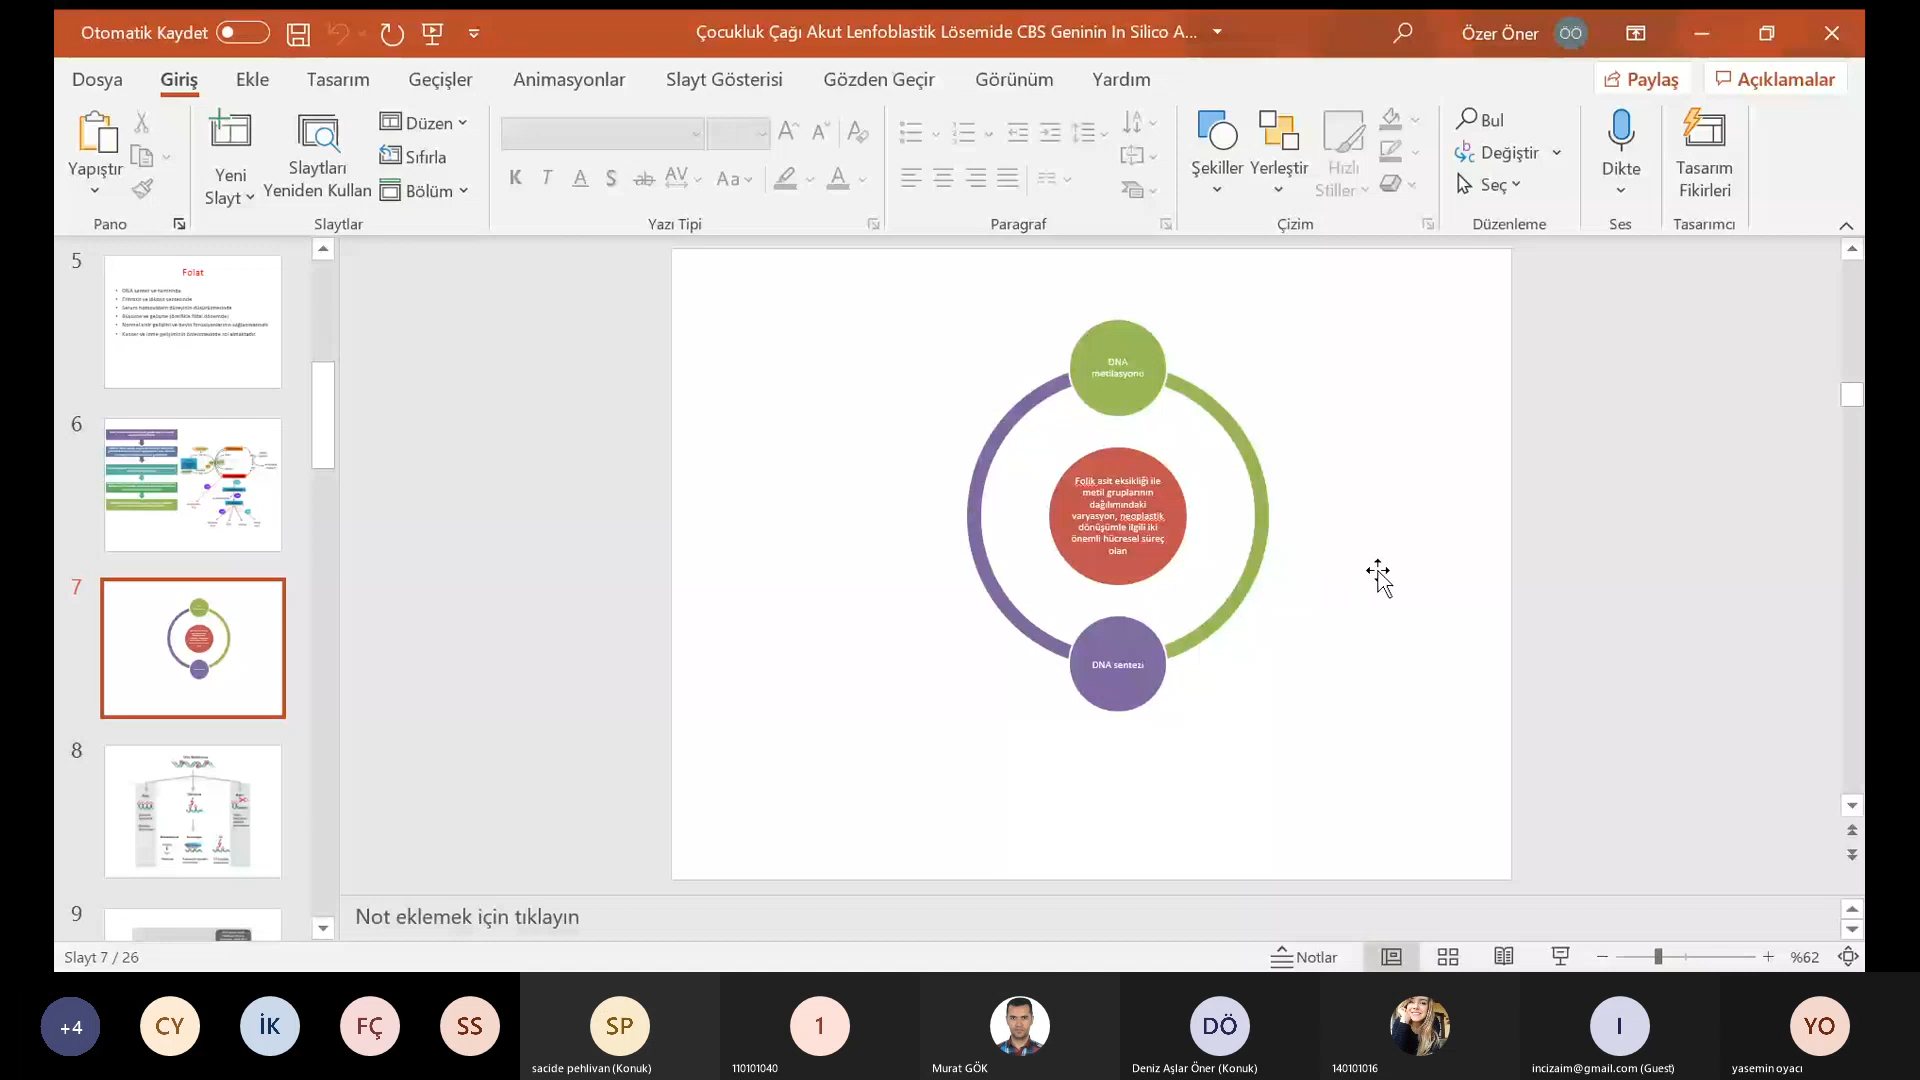 Otomatik Kaydet
Çocukluk Çağı Akut Lenfoblastik Lösemide CBS Geninin In Silico A...
Özer Öner
ÖÖ
Dosya Giriş Ekle Tasarım Geçişler Animasyonlar Slayt Gösterisi Gözden Geçir Görünüm Yardım
Paylaş
Açıklamalar
Yapıştır
Pano
Yeni
Slayt
Slaytları
Yeniden Kullan
Düzen
Sıfırla
Bölüm
Slaytlar
K T A S ab AV Aa A
Yazı Tipi
Paragraf
Şekiller
Yerleştir
Hızlı
Stiller
Çizim
Bul
Değiştir
Seç
Düzenleme
Dikte
Ses
Tasarım
Fikirleri
Tasarımcı
5
Folat
6
7
8
9
DNA
metilasyonu
Folik asit eksikliği ile
metil gruplarının
dağılımındaki
varyasyon, neoplastik
dönüşümle ilgili iki
önemli hücresel süreç
olan
DNA sentezi
Not eklemek için tıklayın
Slayt 7 / 26
Notlar
%62
+4
CY
İK
FÇ
SS
SP
1
DÖ
I
YO
sacide pehlivan (Konuk)
110101040
Murat GÖK
Deniz Aşlar Öner (Konuk)
140101016
incizaim@gmail.com (Guest)
yasemin oyacı